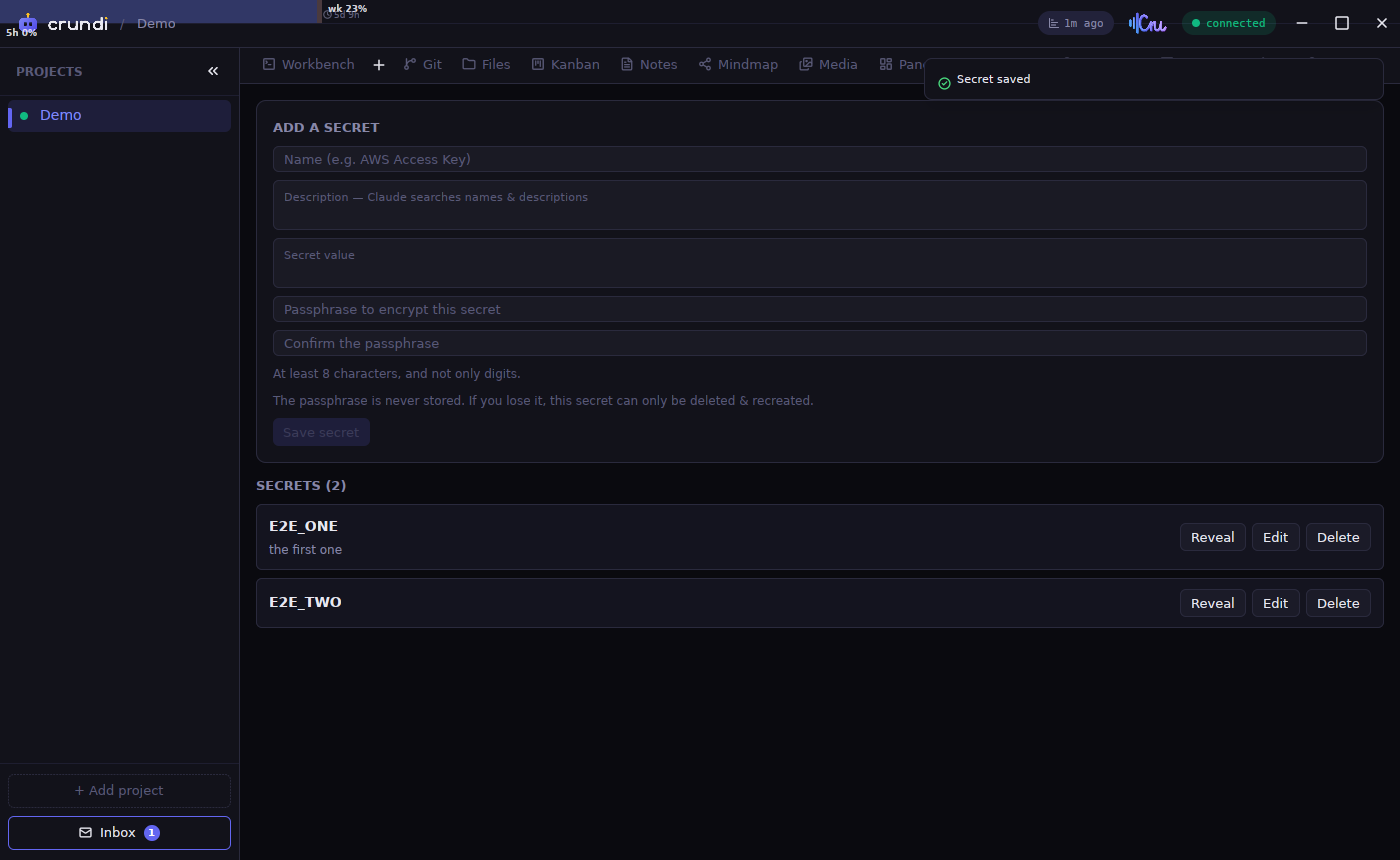 wk 23%
5d 9h
5h 0%
crundi / Demo
1m ago
Cru
connected
PROJECTS
Workbench
Git
Files
Kanban
Notes
Mindmap
Media
Secret saved
Demo
ADD A SECRET
Name (e.g. AWS Access Key)
Description — Claude searches names & descriptions
Secret value
Passphrase to encrypt this secret
Confirm the passphrase
At least 8 characters, and not only digits.
The passphrase is never stored. If you lose it, this secret can only be deleted & recreated.
Save secret
SECRETS (2)
E2E_ONE
the first one
Reveal Edit Delete
E2E_TWO
Reveal Edit Delete
+ Add project
Inbox 1